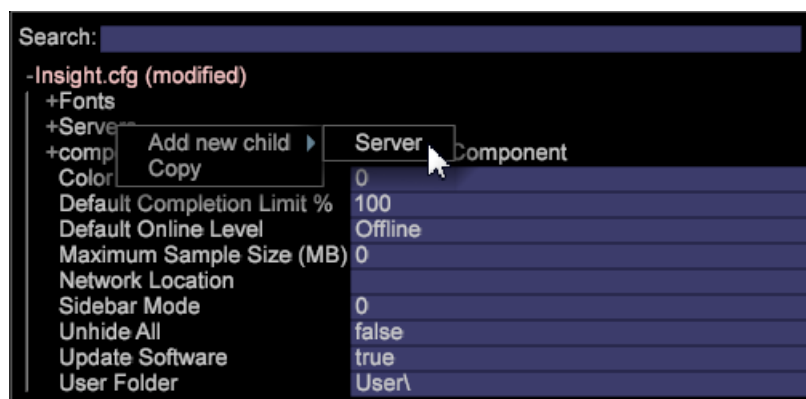 Search:
-Insight.cfg (modified)
+Fonts
+Serve
Add new child Server
+comp Component
Copy
Color 0
Default Completion Limit % 100
Default Online Level Offline
Maximum Sample Size (MB) 0
Network Location
Sidebar Mode 0
Unhide All false
Update Software true
User Folder User\